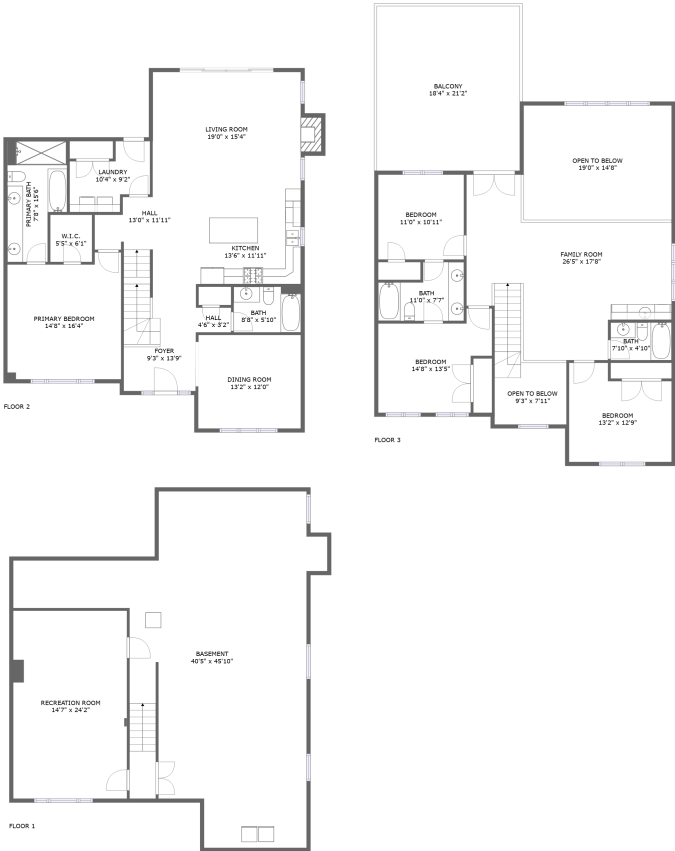 LIVING ROOM
19'0" x 15'4"
LAUNDRY
10'4" x 9'2"
PRIMARY BATH
7'8" x 15'6"
HALL
13'0" x 11'11"
W.I.C.
5'5" x 6'1"
KITCHEN
13'6" x 11'11"
PRIMARY BEDROOM
14'8" x 16'4"
HALL
4'6" x 3'2"
BATH
8'8" x 5'10"
FOYER
9'3" x 13'9"
DINING ROOM
13'2" x 12'0"
FLOOR 2
BALCONY
18'4" x 21'2"
OPEN TO BELOW
19'0" x 14'8"
BEDROOM
11'0" x 10'11"
FAMILY ROOM
26'5" x 17'8"
BATH
11'0" x 7'7"
BATH
7'10" x 4'10"
BEDROOM
14'8" x 13'5"
OPEN TO BELOW
9'3" x 7'11"
BEDROOM
13'2" x 12'9"
FLOOR 3
BASEMENT
40'5" x 45'10"
RECREATION ROOM
14'7" x 24'2"
FLOOR 1